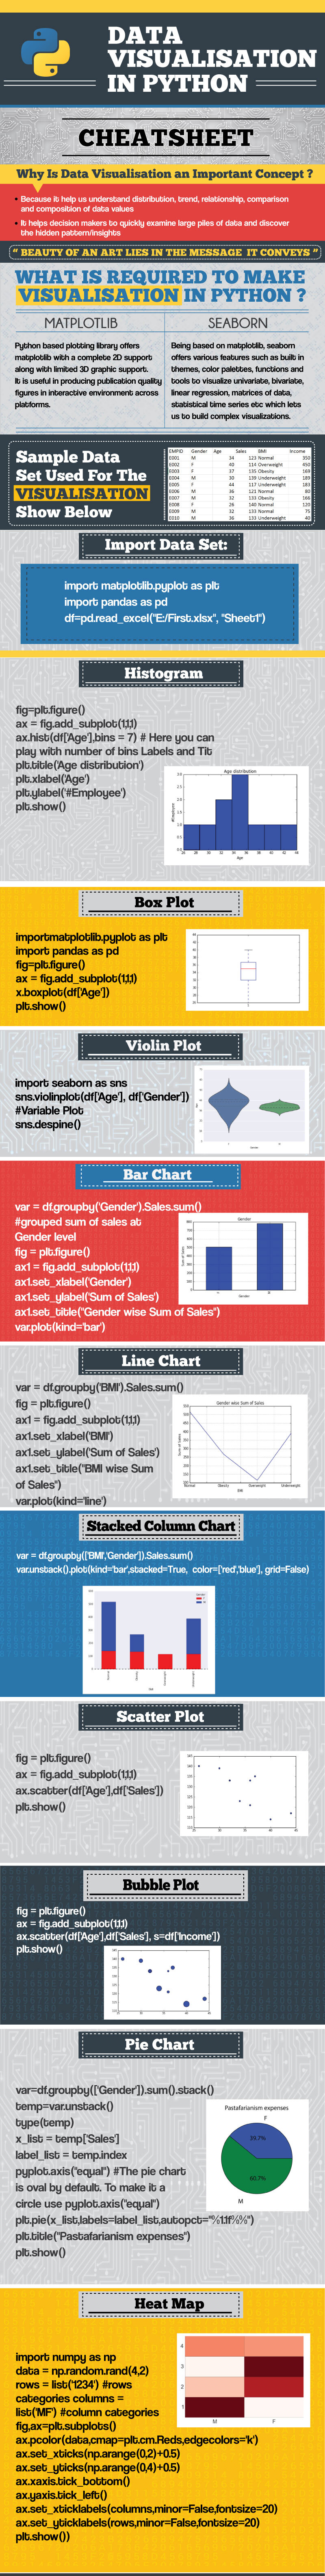 DATA
VISUALISATION
IN PYTHON
CHEATSHEET
Why Is Data Visualisation an Important Concept ?
• Because it help us understand distribution, trend, relationship, comparison
and composition of data values
• It helps decision makers to quickly examine large piles of data and discover
the hidden pattern/insights
“ BEAUTY OF AN ART LIES IN THE MESSAGE IT CONVEYS ”
WHAT IS REQUIRED TO MAKE
VISUALISATION IN PYTHON ?
MATPLOTLIB
Python based plotting library offers
matplotlib with a complete 2D support
along with limited 3D graphic support.
It is useful in producing publication quality
figures in interactive environment across
platforms.
SEABORN
Being based on matplotlib, seaborn
offers various features such as built in
themes, color palettes, functions and
tools to visualize univariate, bivariate,
linear regression, matrices of data,
statistical time series etc which lets
us to build complex visualizations.
Sample Data
Set Used For The
VISUALISATION
Show Below
EMPID Gender Age Sales BMI Income
E001 M 34 123 Normal 350
E002 F 40 114 Overweight 450
E003 F 37 135 Obesity 169
E004 M 30 139 Underweight 189
E005 F 44 117 Underweight 183
E006 M 36 121 Normal 80
E007 M 32 133 Obesity 166
E008 F 26 140 Normal 120
E009 M 32 133 Normal 75
E010 M 36 133 Underweight 40
Import Data Set:
import matplotlib.pyplot as plt
import pandas as pd
df=pd.read_excel("E:/First.xlsx", "Sheet1")
Histogram
fig=plt.figure()
ax = fig.add_subplot(1,1,1)
ax.hist(df['Age'],bins = 7) # Here you can
play with number of bins Labels and Tit
plt.title('Age distribution')
plt.xlabel('Age')
plt.ylabel('#Employee')
plt.show()
Age distribution
#Employee
Age
Box Plot
importmatplotlib.pyplot as plt
import pandas as pd
fig=plt.figure()
ax = fig.add_subplot(1,1,1)
x.boxplot(df['Age'])
plt.show()
Violin Plot
import seaborn as sns
sns.violinplot(df['Age'], df['Gender'])
#Variable Plot
sns.despine()
Gender
Bar Chart
var = df.groupby('Gender').Sales.sum()
#grouped sum of sales at
Gender level
fig = plt.figure()
ax1 = fig.add_subplot(1,1,1)
ax1.set_xlabel('Gender')
ax1.set_ylabel('Sum of Sales')
ax1.set_title("Gender wise Sum of Sales")
var.plot(kind='bar')
Gender
Sum of Sales
Gender
Line Chart
var = df.groupby('BMI').Sales.sum()
fig = plt.figure()
ax1 = fig.add_subplot(1,1,1)
ax1.set_xlabel('BMI')
ax1.set_ylabel('Sum of Sales')
ax1.set_title("BMI wise Sum
of Sales")
var.plot(kind='line')
Gender wise Sum of Sales
Sum of Sales
Normal Obesity Overweight Underweight
BMI
Stacked Column Chart
var = df.groupby(['BMI','Gender']).Sales.sum()
var.unstack().plot(kind='bar',stacked=True, color=['red','blue'], grid=False)
Scatter Plot
fig = plt.figure()
ax = fig.add_subplot(1,1,1)
ax.scatter(df['Age'],df['Sales'])
plt.show()
Bubble Plot
fig = plt.figure()
ax = fig.add_subplot(1,1,1)
ax.scatter(df['Age'],df['Sales'], s=df['Income'])
plt.show()
Pie Chart
var=df.groupby(['Gender']).sum().stack()
temp=var.unstack()
type(temp)
x_list = temp['Sales']
label_list = temp.index
pyplot.axis("equal") #The pie chart
is oval by default. To make it a
circle use pyplot.axis("equal")
plt.pie(x_list,labels=label_list,autopct="%1.1f%%")
plt.title("Pastafarianism expenses")
plt.show()
Pastafarianism expenses
F
39.7%
60.7%
M
Heat Map
import numpy as np
data = np.random.rand(4,2)
rows = list('1234') #rows
categories columns =
list('MF') #column categories
fig,ax=plt.subplots()
ax.pcolor(data,cmap=plt.cm.Reds,edgecolors='k')
ax.set_xticks(np.arange(0,2)+0.5)
ax.set_yticks(np.arange(0,4)+0.5)
ax.xaxis.tick_bottom()
ax.yaxis.tick_left()
ax.set_xticklabels(columns,minor=False,fontsize=20)
ax.set_yticklabels(rows,minor=False,fontsize=20)
plt.show())
4
3
2
1
M F